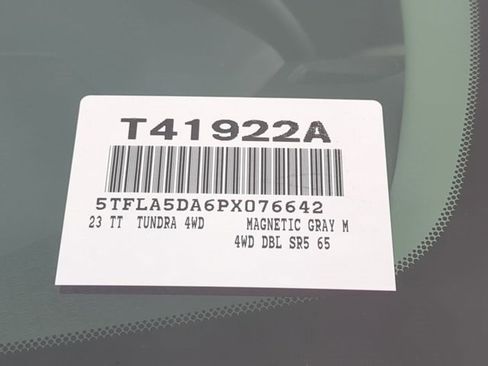 T41922A
5TFLA5DA6PX076642
23 TT TUNDRA 4WD MAGNETIC GRAY M
4WD DBL SR5 65